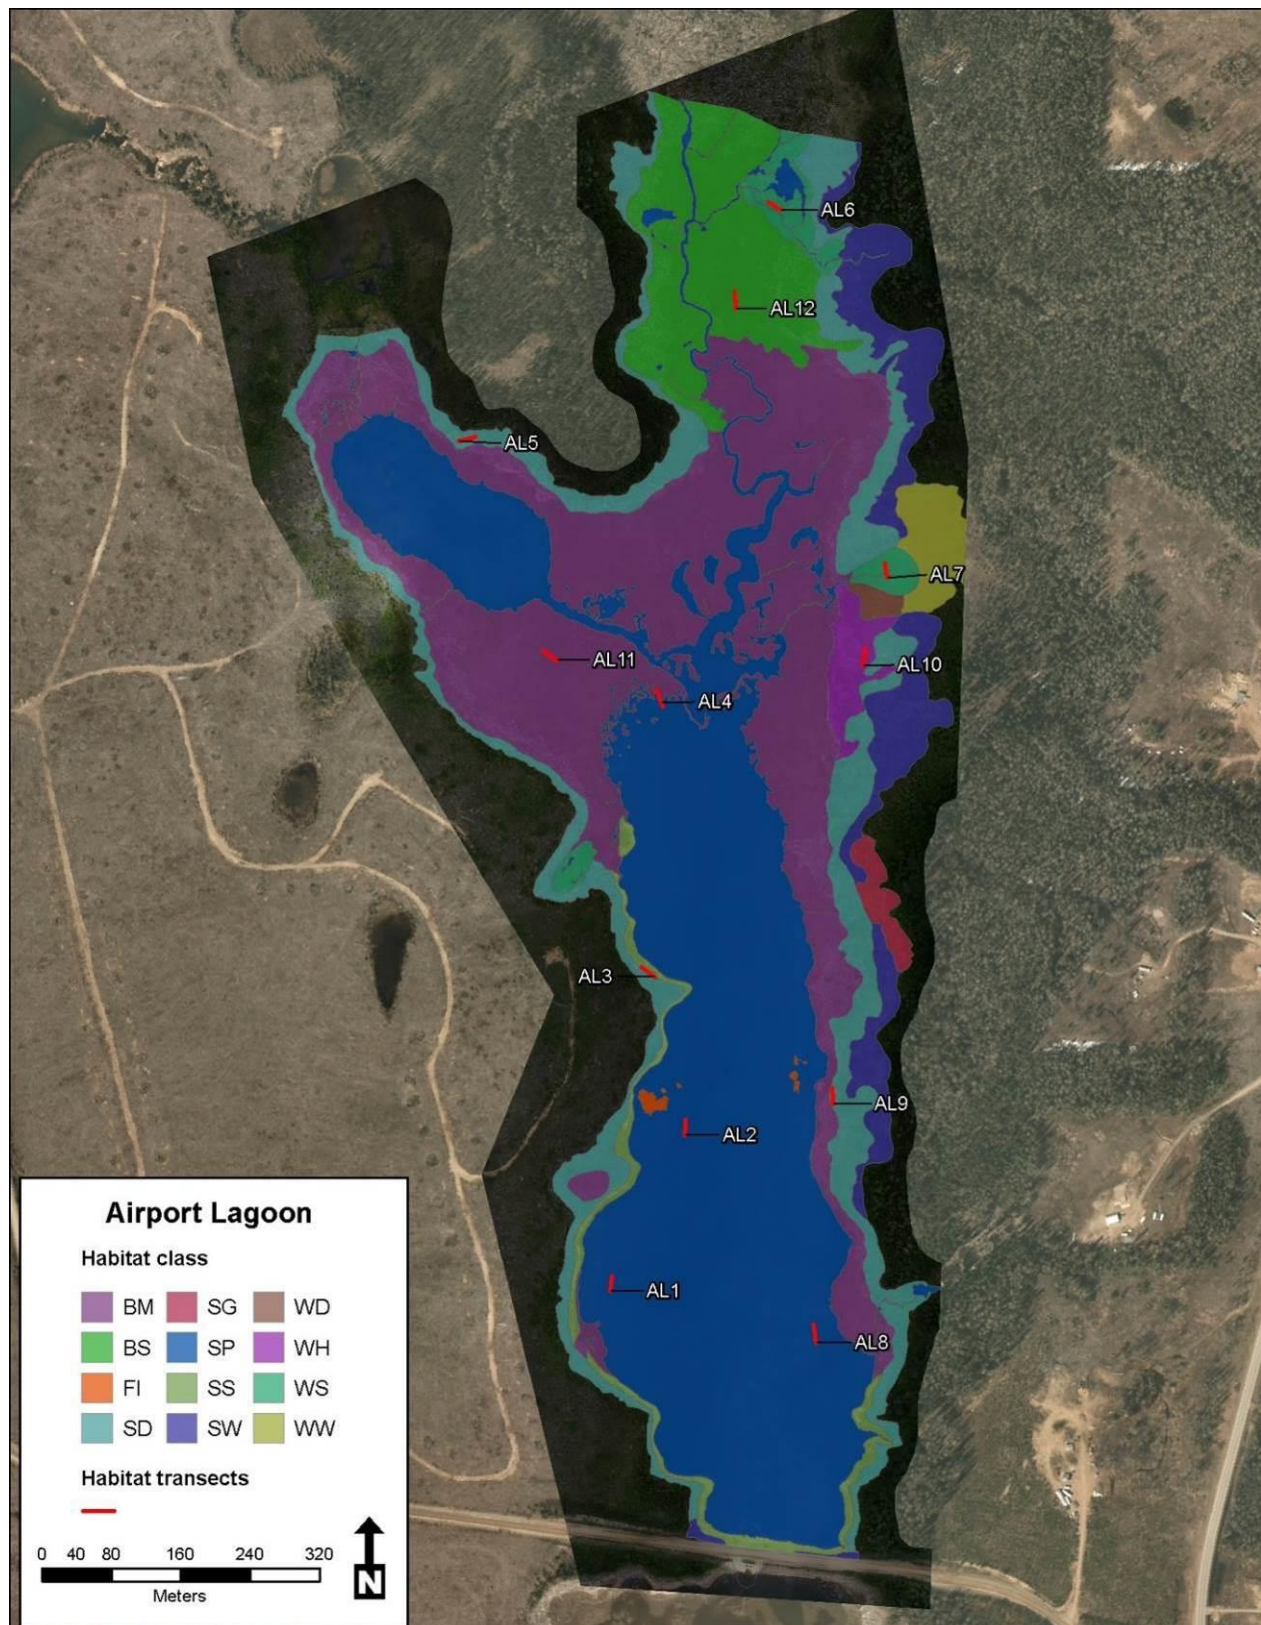 AL6
AL12
AL5
AL7
AL11
AL10
AL4
AL3
AL9
AL2
AL1
AL8
Airport Lagoon
Habitat class
BM SG WD
BS SP WH
FI SS WS
SD SW WW
Habitat transects
0 40 80 160 240 320
Meters
N